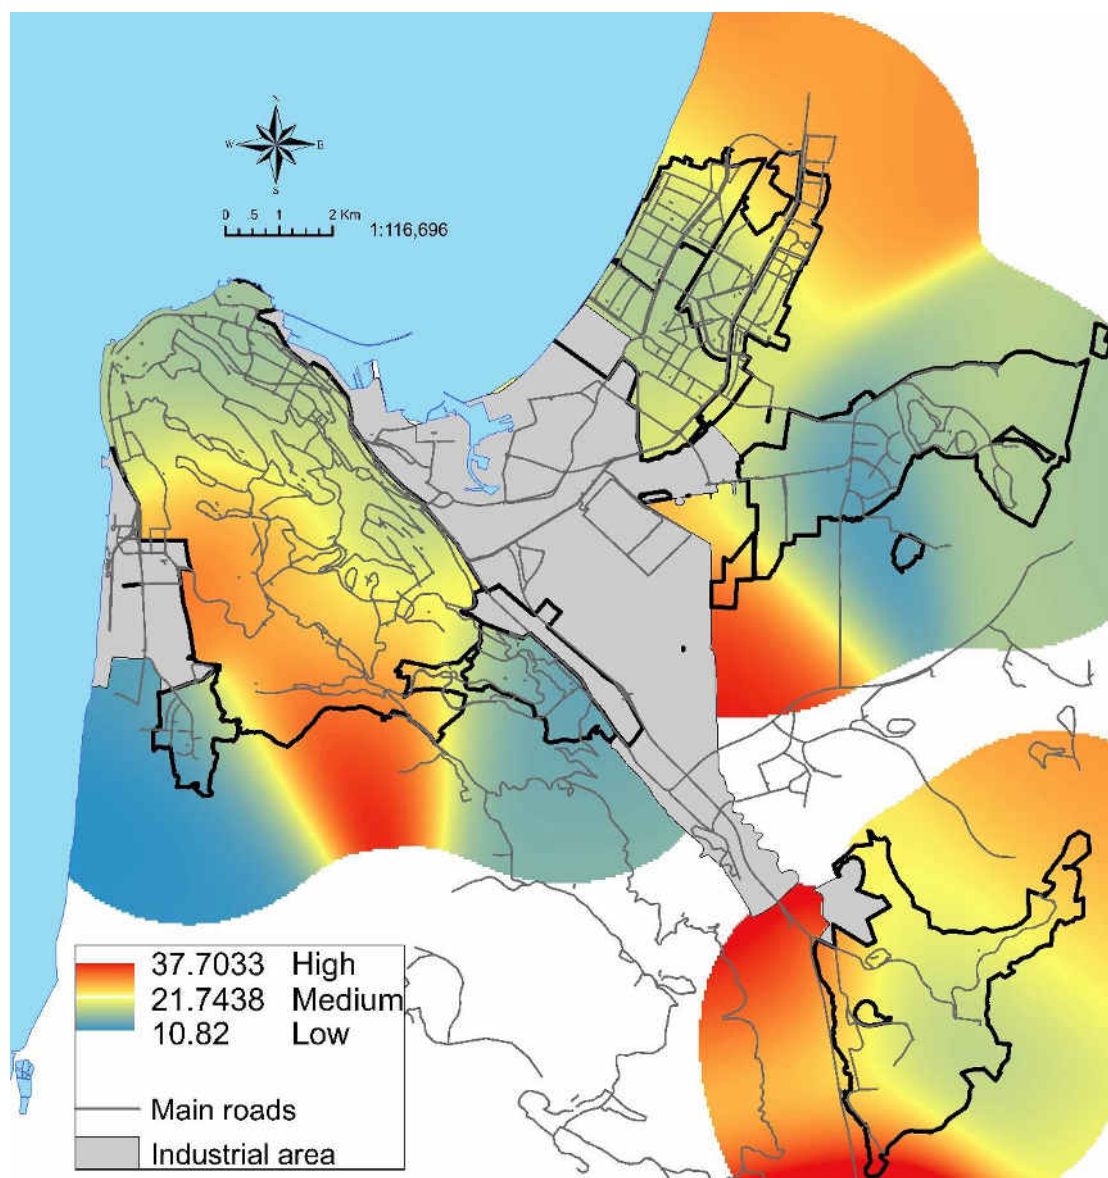 N
W E
S
0 .5 1 2 Km
1:116,696
37.7033 High
21.7438 Medium
10.82 Low
Main roads
Industrial area